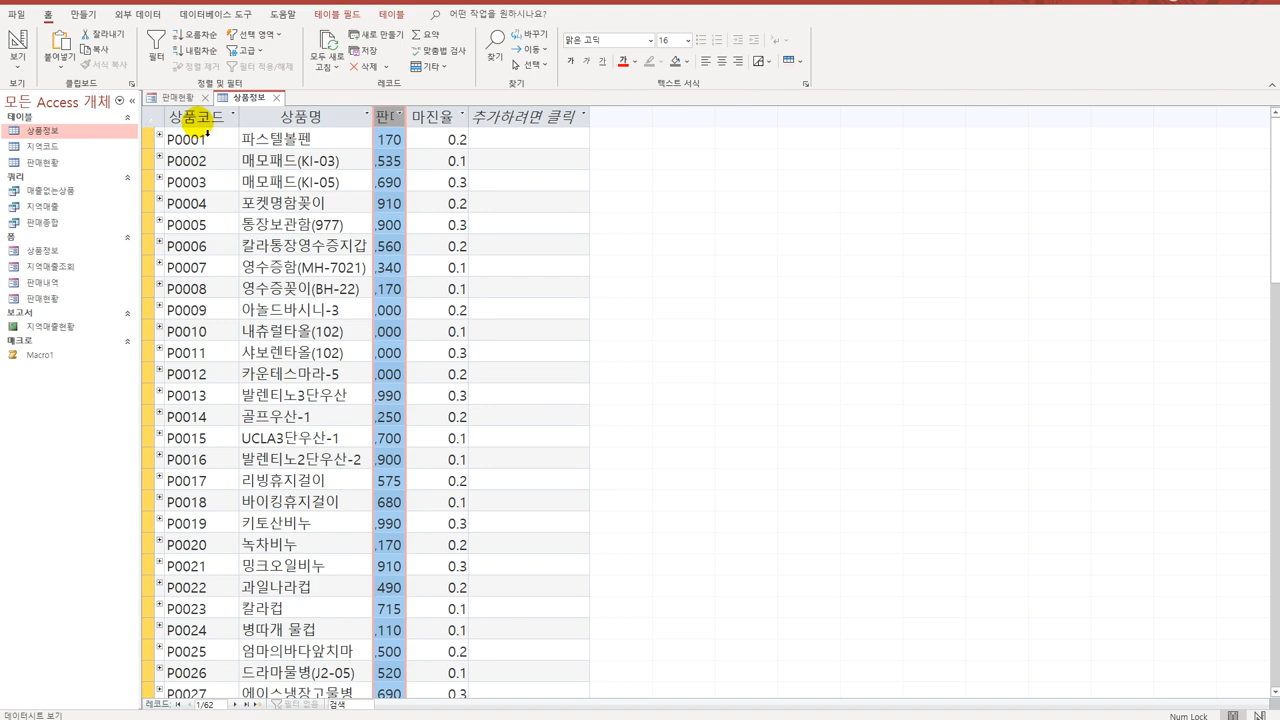 파일 홈 만들기 외부 데이터 데이터베이스 도구 도움말 테이블 필드 테이블 어떤 작업을 원하시나요?
보기 붙여넣기 잘라내기 복사 서식 복사 클립보드
필터 오름차순 내림차순 정렬 제거 선택 영역 고급 필터 적용/해제 정렬 및 필터
모두 새로 고침 새로 만들기 저장 삭제 요약 맞춤법 검사 기타 레코드
찾기 바꾸기 이동 선택 찾기
맑은 고딕 16 가 가 가 가 텍스트 서식
모든 Access 개체
테이블
상품정보
지역코드
판매현황
쿼리
매출없는상품
지역매출
판매종합
폼
상품정보
지역매출조회
판매내역
판매현황
보고서
지역매출현황
매크로
Macro1
판매현황 상품정보
상품코드 상품명 마진율 추가하려면 클릭
P0001 파스텔볼펜 170 0.2
P0002 매모패드(KI-03) ,535 0.1
P0003 매모패드(KI-05) ,690 0.3
P0004 포켓명함꽂이 910 0.2
P0005 통장보관함(977) ,900 0.3
P0006 칼라통장영수증지갑 ,560 0.2
P0007 영수증함(MH-7021) ,340 0.1
P0008 영수증꽂이(BH-22) ,170 0.1
P0009 아놀드바시니-3 ,000 0.2
P0010 내츄럴타올(102) ,000 0.1
P0011 샤보렌타올(102) ,000 0.3
P0012 카운테스마라-5 ,000 0.2
P0013 발렌티노3단우산 ,990 0.3
P0014 골프우산-1 ,250 0.2
P0015 UCLA3단우산-1 ,700 0.1
P0016 발렌티노2단우산-2 ,900 0.1
P0017 리빙휴지걸이 575 0.2
P0018 바이킹휴지걸이 680 0.1
P0019 키토산비누 ,990 0.3
P0020 녹차비누 ,170 0.2
P0021 밍크오일비누 910 0.3
P0022 과일나라컵 490 0.2
P0023 칼라컵 715 0.1
P0024 병따개 물컵 ,110 0.1
P0025 엄마의바다앞치마 ,500 0.2
P0026 드라마물병(J2-05) 520 0.1
P0027 에이스냉장고물병 690 0.3
레코드: 1/62 필터 없음 검색
데이터시트 보기 Num Lock